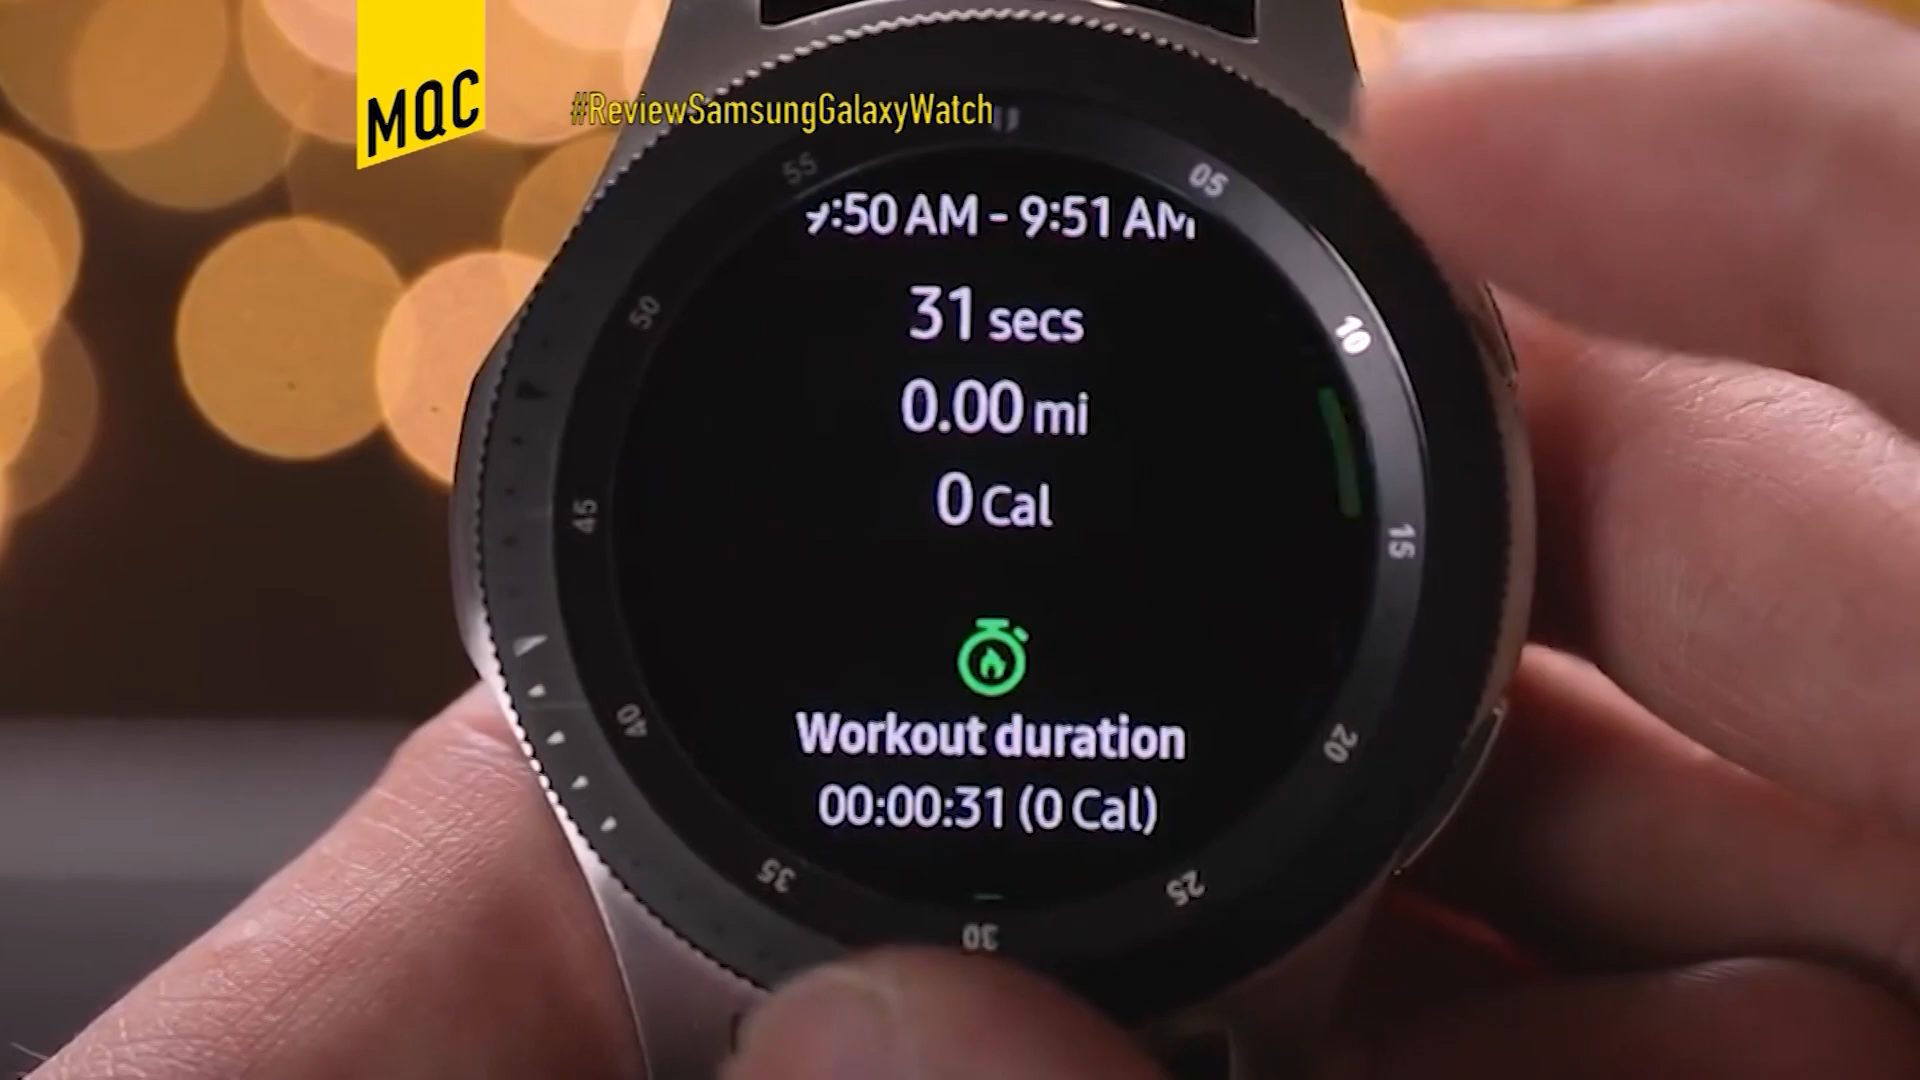 MQC
#ReviewSamsungGalaxyWatch
9:50 AM - 9:51 AM
31 secs
0.00 mi
0 Cal
Workout duration
00:00:31 (0 Cal)
05
10
15
20
25
30
35
40
45
50
55